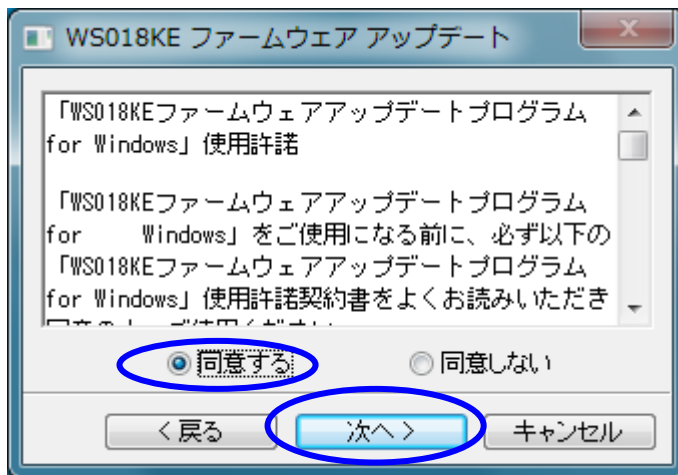 WS018KE ファームウェア アップデート
「WS018KEファームウェアアップデートプログラム
for Windows」使用許諾
「WS018KEファームウェアアップデートプログラム
for Windows」をご使用になる前に、必ず以下の
「WS018KEファームウェアアップデートプログラム
for Windows」使用許諾契約書をよくお読みいただき
同意する 同意しない
< 戻る 次へ > キャンセル